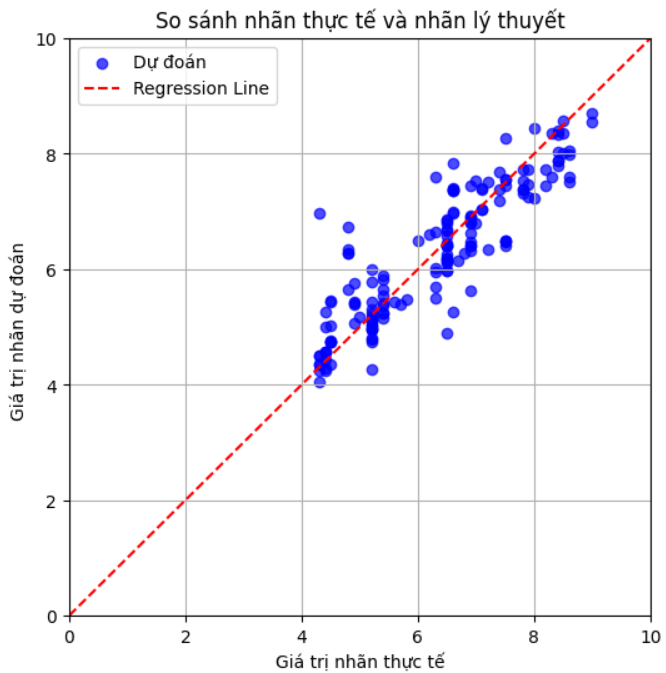 So sánh nhãn thực tế và nhãn lý thuyết
Dự đoán
Regression Line
Giá trị nhãn dự đoán
10
8
6
4
2
0
0 2 4 6 8 10
Giá trị nhãn thực tế